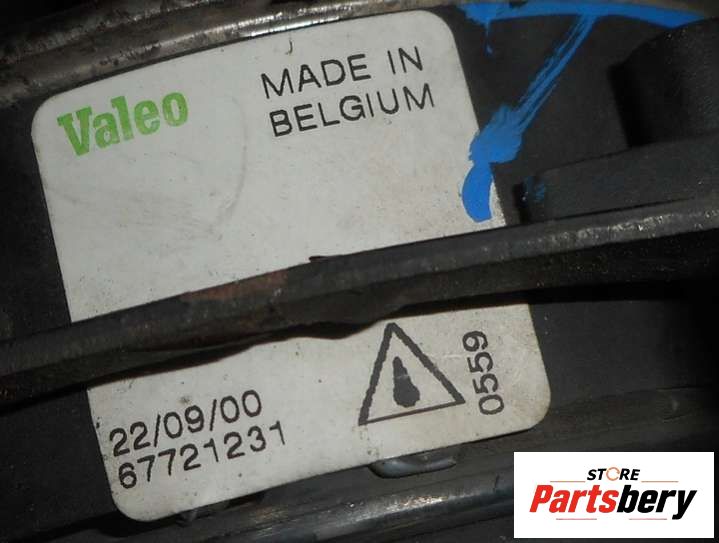 Valeo
MADE IN
BELGIUM
22/09/00
67721231
0559
STORE
Partsbery